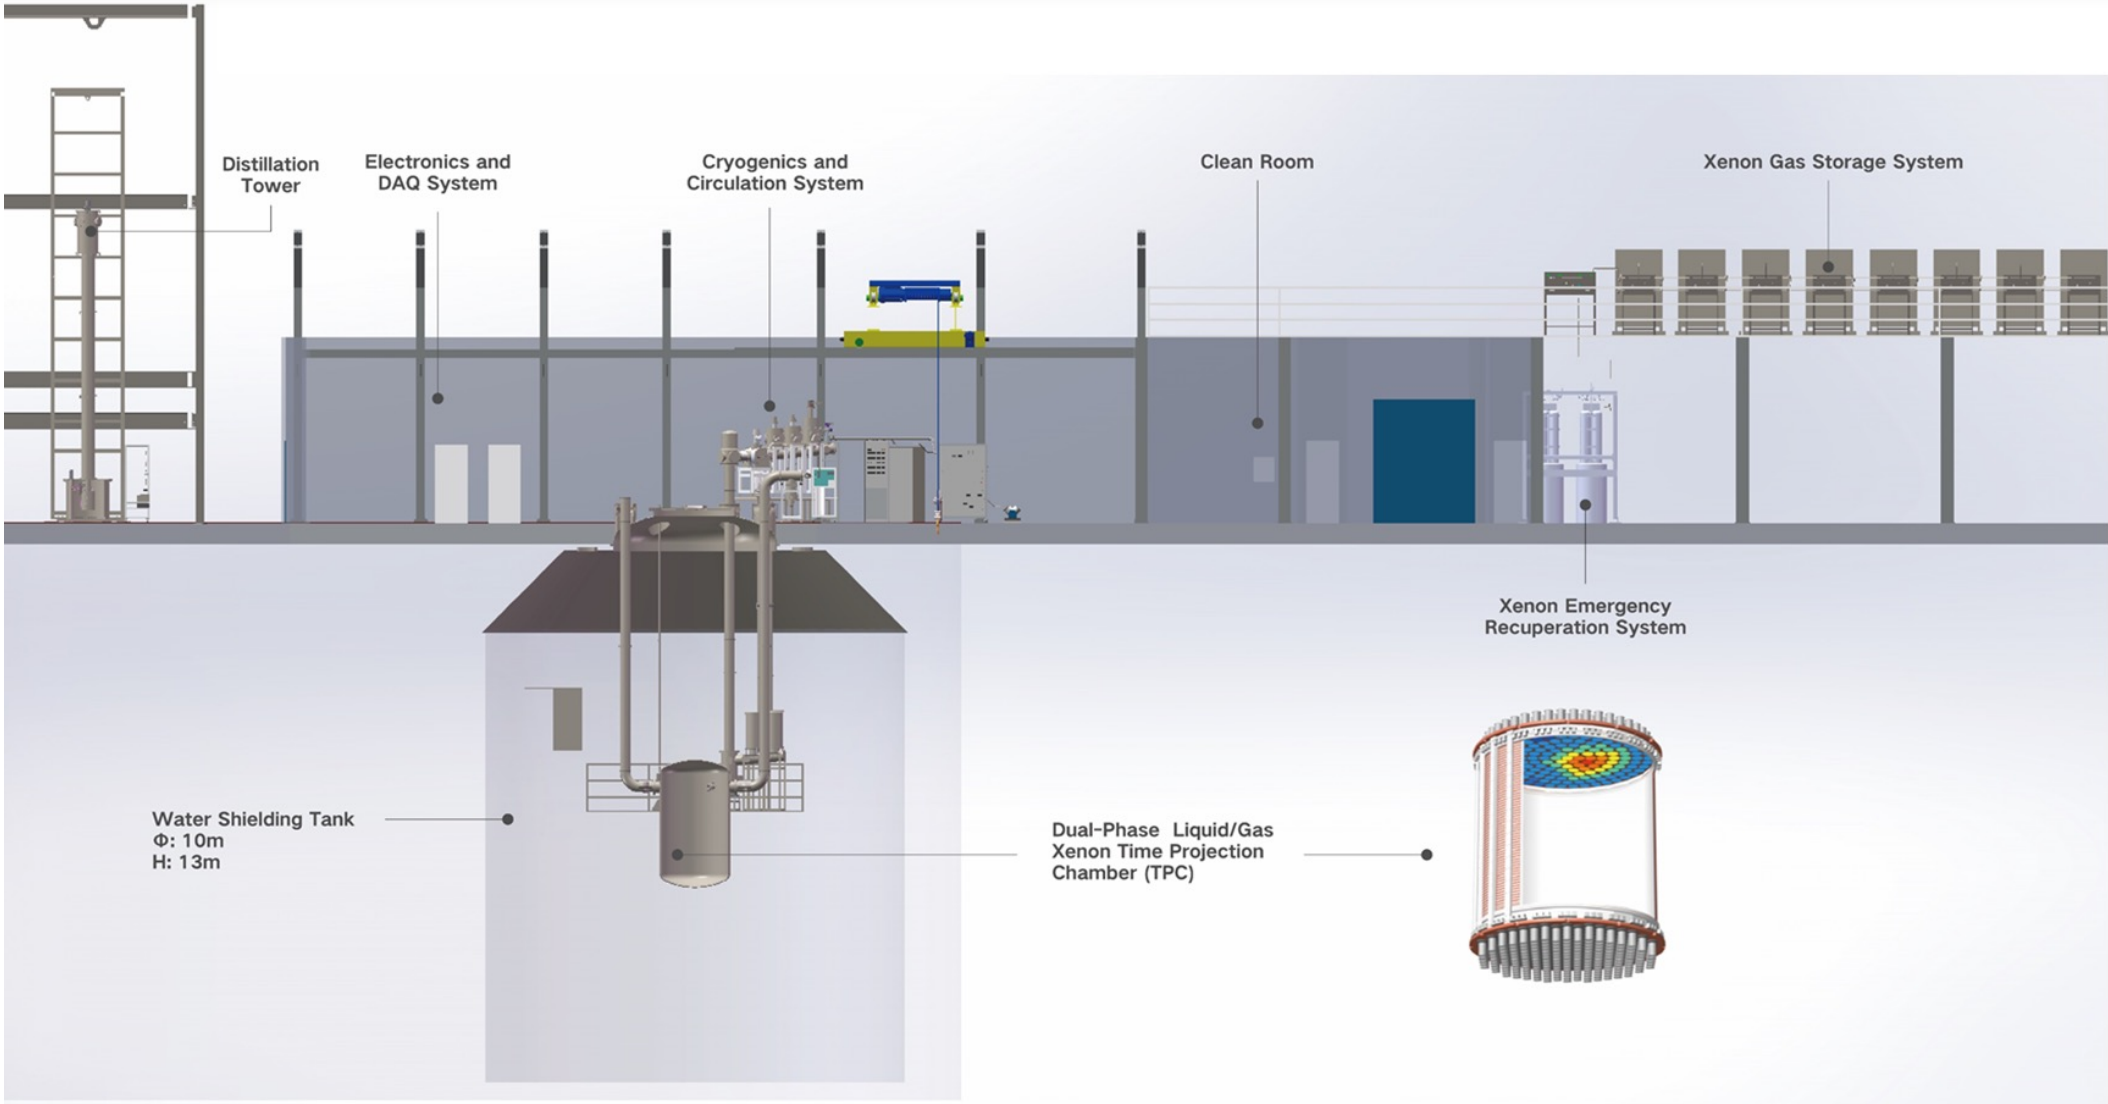 Distillation
Tower
Electronics and
DAQ System
Cryogenics and
Circulation System
Clean Room
Xenon Gas Storage System
Xenon Emergency
Recuperation System
Water Shielding Tank
Φ: 10m
H: 13m
Dual-Phase Liquid/Gas
Xenon Time Projection
Chamber (TPC)